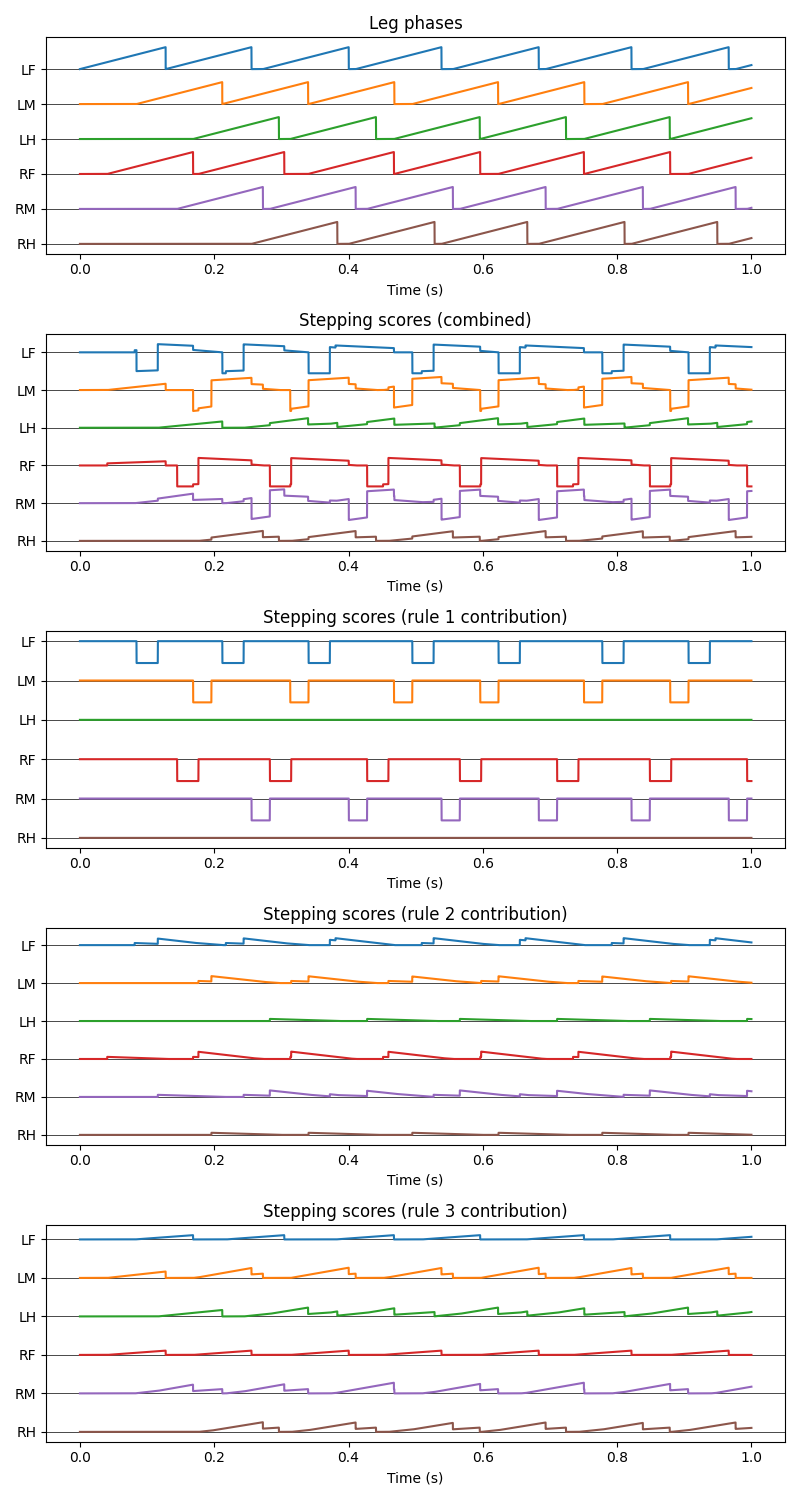 Leg phases
LF
LM
LH
RF
RM
RH
0.0 0.2 0.4 0.6 0.8 1.0
Time (s)
Stepping scores (combined)
LF
LM
LH
RF
RM
RH
0.0 0.2 0.4 0.6 0.8 1.0
Time (s)
Stepping scores (rule 1 contribution)
LF
LM
LH
RF
RM
RH
0.0 0.2 0.4 0.6 0.8 1.0
Time (s)
Stepping scores (rule 2 contribution)
LF
LM
LH
RF
RM
RH
0.0 0.2 0.4 0.6 0.8 1.0
Time (s)
Stepping scores (rule 3 contribution)
LF
LM
LH
RF
RM
RH
0.0 0.2 0.4 0.6 0.8 1.0
Time (s)